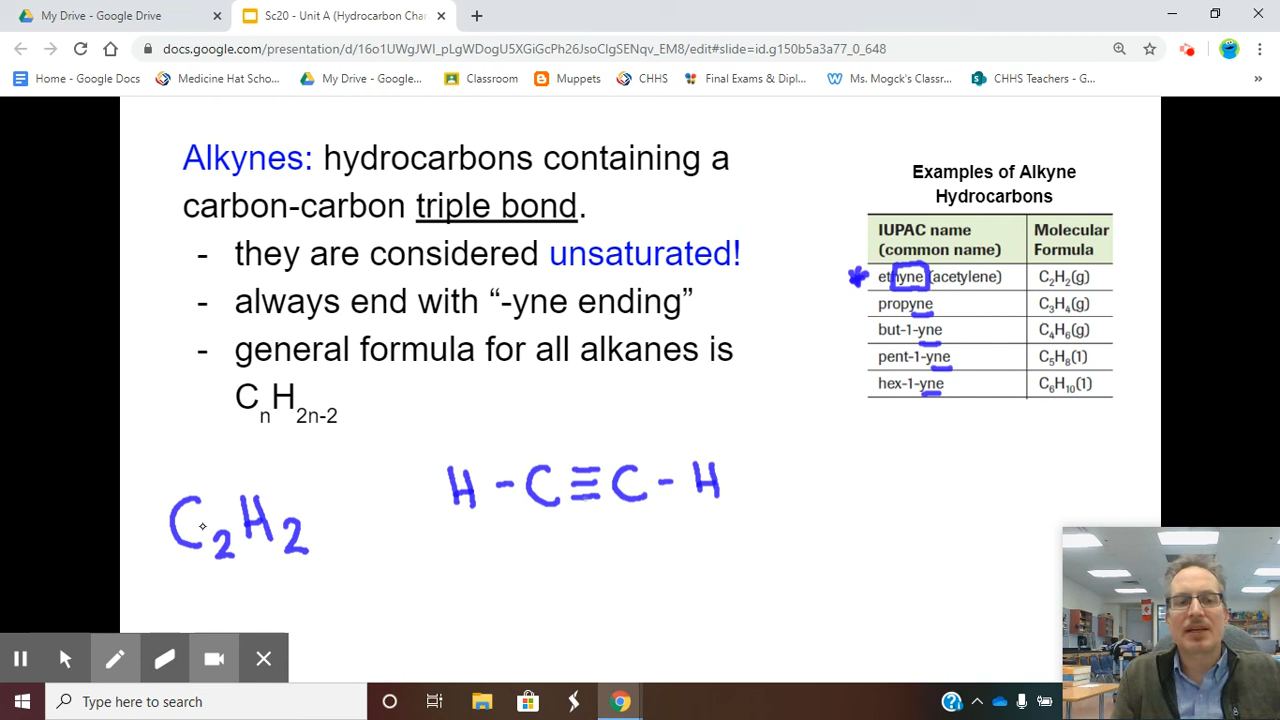 My Drive - Google Drive
Sc20 - Unit A (Hydrocarbon Cha
docs.google.com/presentation/d/16o1UWgJWI_pLgWDogU5XGiGcPh26JsoClgSENqv_EM8/edit#slide=id.g150b5a3a77_0_648
Home - Google Docs
Medicine Hat Scho...
My Drive - Google...
Classroom
Muppets
CHHS
Final Exams & Dipl...
Ms. Mogck's Classr...
CHHS Teachers - G...
Alkynes: hydrocarbons containing a
carbon-carbon triple bond.
- they are considered unsaturated!
- always end with “-yne ending”
- general formula for all alkanes is
CnH2n-2
Examples of Alkyne
Hydrocarbons
IUPAC name
(common name)
Molecular
Formula
ethyne (acetylene) C2H2(g)
propyne C3H4(g)
but-1-yne C4H6(g)
pent-1-yne C5H8(1)
hex-1-yne C6H10(1)
H - C ≡ C - H
C2H2
Type here to search